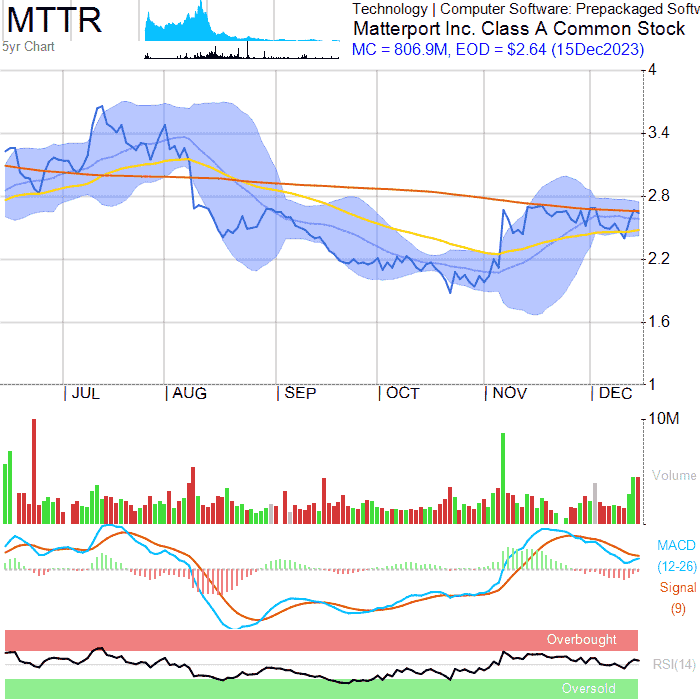 MTTR
5yr Chart
Technology | Computer Software: Prepackaged Softw
Matterport Inc. Class A Common Stock
MC = 806.9M, EOD = $2.64 (15Dec2023)
4
3.4
2.8
2.2
1.6
1
| JUL | AUG | SEP | OCT | NOV | DEC
10M
Volume
MACD
(12-26)
Signal
(9)
Overbought
RSI(14)
Oversold